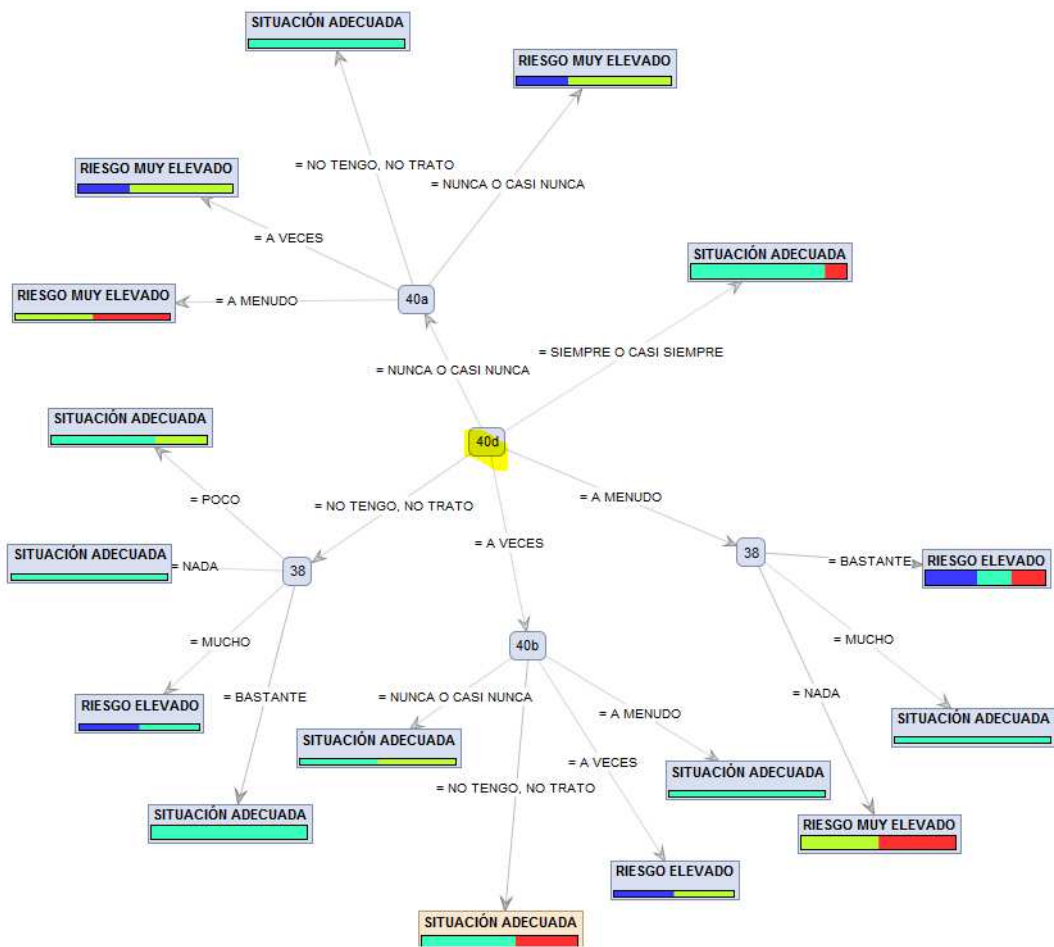 SITUACIÓN ADECUADA
RIESGO MUY ELEVADO
= NO TENGO, NO TRATO
RIESGO MUY ELEVADO
= NUNCA O CASI NUNCA
= A VECES
SITUACIÓN ADECUADA
RIESGO MUY ELEVADO
= A MENUDO
40a
= SIEMPRE O CASI SIEMPRE
= NUNCA O CASI NUNCA
SITUACIÓN ADECUADA
40d
= POCO
= A MENUDO
= NO TENGO, NO TRATO
= A VECES
SITUACIÓN ADECUADA
= NADA
38
38
= BASTANTE
RIESGO ELEVADO
= MUCHO
40b
= MUCHO
= BASTANTE
= NUNCA O CASI NUNCA
= NADA
RIESGO ELEVADO
= A MENUDO
SITUACIÓN ADECUADA
SITUACIÓN ADECUADA
= A VECES
SITUACIÓN ADECUADA
= NO TENGO, NO TRATO
SITUACIÓN ADECUADA
RIESGO MUY ELEVADO
RIESGO ELEVADO
SITUACIÓN ADECUADA